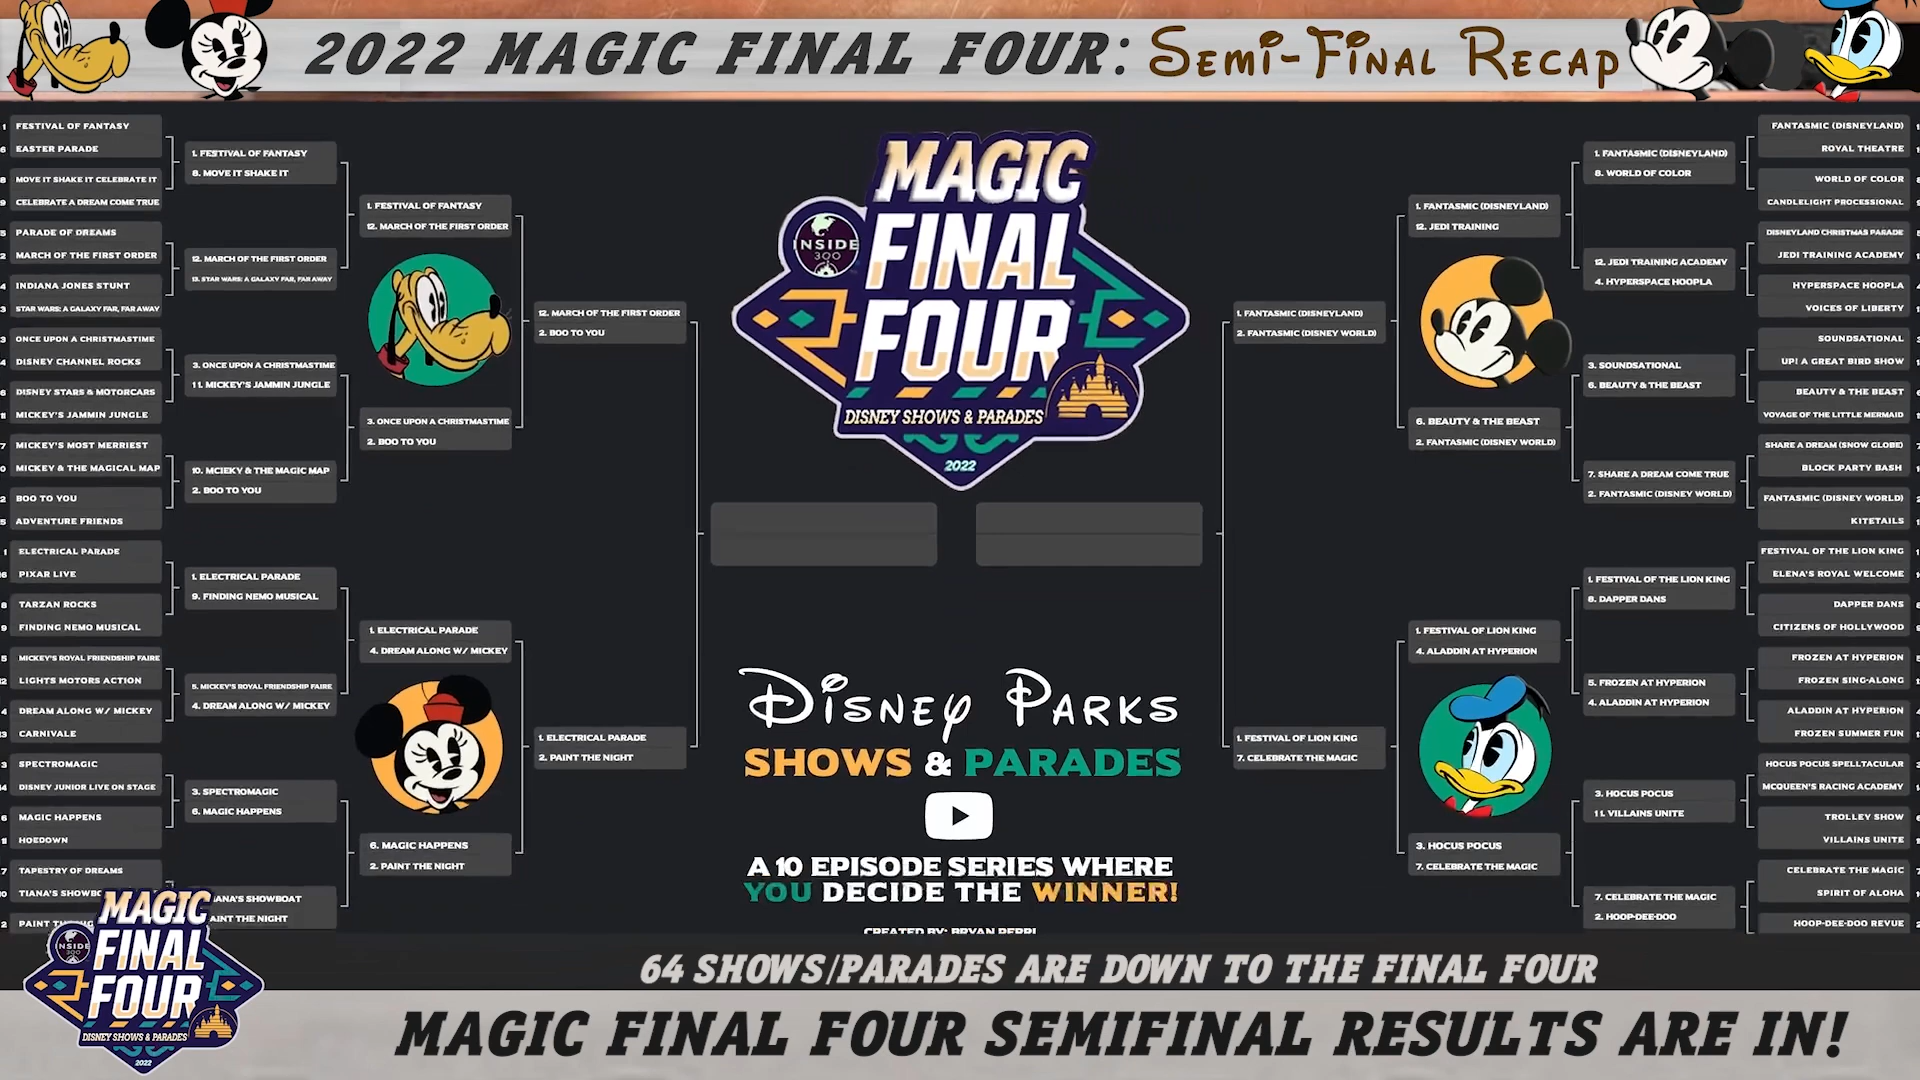 2022 MAGIC FINAL FOUR: SEMI-FINAL RECAP
FESTIVAL OF FANTASY
EASTER PARADE
MOVE IT SHAKE IT CELEBRATE IT
CELEBRATE A DREAM COME TRUE
PARADE OF DREAMS
MARCH OF THE FIRST ORDER
INDIANA JONES STUNT
STAR WARS: A GALAXY FAR, FAR AWAY
ONCE UPON A CHRISTMASTIME
DISNEY CHANNEL ROCKS
DISNEY STARS & MOTORCARS
MICKEY'S JAMMIN JUNGLE
MICKEY'S MOST MERRIEST
MICKEY & THE MAGICAL MAP
BOO TO YOU
ADVENTURE FRIENDS
ELECTRICAL PARADE
PIXAR LIVE
TARZAN ROCKS
FINDING NEMO MUSICAL
MICKEY'S ROYAL FRIENDSHIP FAIRE
LIGHTS MOTORS ACTION
DREAM ALONG W/ MICKEY
CARNIVALE
SPECTROMAGIC
DISNEY JUNIOR LIVE ON STAGE
MAGIC HAPPENS
HOEDOWN
TAPESTRY OF DREAMS
TIANA'S SHOWBO
PAINT TH
1. FESTIVAL OF FANTASY
8. MOVE IT SHAKE IT
12. MARCH OF THE FIRST ORDER
13. STAR WARS: A GALAXY FAR, FAR AWAY
3. ONCE UPON A CHRISTMASTIME
11. MICKEY'S JAMMIN JUNGLE
10. MCIEKY & THE MAGIC MAP
2. BOO TO YOU
1. ELECTRICAL PARADE
9. FINDING NEMO MUSICAL
5. MICKEY'S ROYAL FRIENDSHIP FAIRE
4. DREAM ALONG W/ MICKEY
3. SPECTROMAGIC
6. MAGIC HAPPENS
ANA'S SHOWBOAT
AINT THE NIGHT
1. FESTIVAL OF FANTASY
12. MARCH OF THE FIRST ORDER
3. ONCE UPON A CHRISTMASTIME
2. BOO TO YOU
1. ELECTRICAL PARADE
4. DREAM ALONG W/ MICKEY
6. MAGIC HAPPENS
2. PAINT THE NIGHT
12. MARCH OF THE FIRST ORDER
2. BOO TO YOU
1. ELECTRICAL PARADE
2. PAINT THE NIGHT
MAGIC
FINAL
FOUR
INSIDE
300
DISNEY SHOWS & PARADES
2022
DISNEY PARKS
SHOWS & PARADES
A 10 EPISODE SERIES WHERE
YOU DECIDE THE WINNER!
CREATED BY: BRYAN PERRI
1. FANTASMIC (DISNEYLAND)
2. FANTASMIC (DISNEY WORLD)
1. FESTIVAL OF LION KING
7. CELEBRATE THE MAGIC
1. FANTASMIC (DISNEYLAND)
12. JEDI TRAINING
6. BEAUTY & THE BEAST
2. FANTASMIC (DISNEY WORLD)
1. FESTIVAL OF LION KING
4. ALADDIN AT HYPERION
3. HOCUS POCUS
7. CELEBRATE THE MAGIC
1. FANTASMIC (DISNEYLAND)
8. WORLD OF COLOR
12. JEDI TRAINING ACADEMY
4. HYPERSPACE HOOPLA
3. SOUNDSATIONAL
6. BEAUTY & THE BEAST
7. SHARE A DREAM COME TRUE
2. FANTASMIC (DISNEY WORLD)
1. FESTIVAL OF THE LION KING
8. DAPPER DANS
5. FROZEN AT HYPERION
4. ALADDIN AT HYPERION
3. HOCUS POCUS
11. VILLAINS UNITE
7. CELEBRATE THE MAGIC
2. HOOP-DEE-DOO
FANTASMIC (DISNEYLAND)
ROYAL THEATRE
WORLD OF COLOR
CANDLELIGHT PROCESSIONAL
DISNEYLAND CHRISTMAS PARADE
JEDI TRAINING ACADEMY
HYPERSPACE HOOPLA
VOICES OF LIBERTY
SOUNDSATIONAL
UP! A GREAT BIRD SHOW
BEAUTY & THE BEAST
VOYAGE OF THE LITTLE MERMAID
SHARE A DREAM (SNOW GLOBE)
BLOCK PARTY BASH
FANTASMIC (DISNEY WORLD)
KITETAILS
FESTIVAL OF THE LION KING
ELENA'S ROYAL WELCOME
DAPPER DANS
CITIZENS OF HOLLYWOOD
FROZEN AT HYPERION
FROZEN SING-ALONG
ALADDIN AT HYPERION
FROZEN SUMMER FUN
HOCUS POCUS SPELLTACULAR
MCQUEEN'S RACING ACADEMY
TROLLEY SHOW
VILLAINS UNITE
CELEBRATE THE MAGIC
SPIRIT OF ALOHA
HOOP-DEE-DOO REVUE
MAGIC
FINAL
FOUR
INSIDE
300
DISNEY SHOWS & PARADES
2022
64 SHOWS/PARADES ARE DOWN TO THE FINAL FOUR
MAGIC FINAL FOUR SEMIFINAL RESULTS ARE IN!